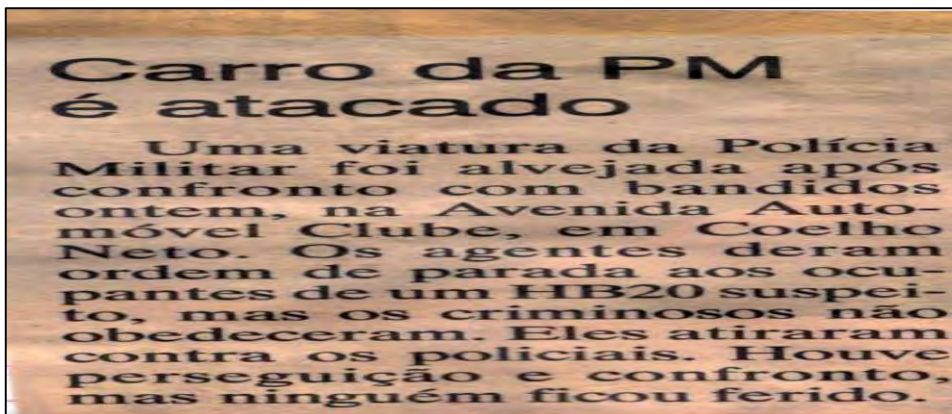 Carro da PM
é atacado
Uma viatura da Polícia
Militar foi alvejada após
confronto com bandidos
ontem, na Avenida Auto-
móvel Clube, em Coelho
Neto. Os agentes deram
ordem de parada aos ocu-
pantes de um HB20 suspei-
to, mas os criminosos não
obedeceram. Eles atiraram
contra os policiais. Houve
perseguição e confronto,
mas ninguém ficou ferido.